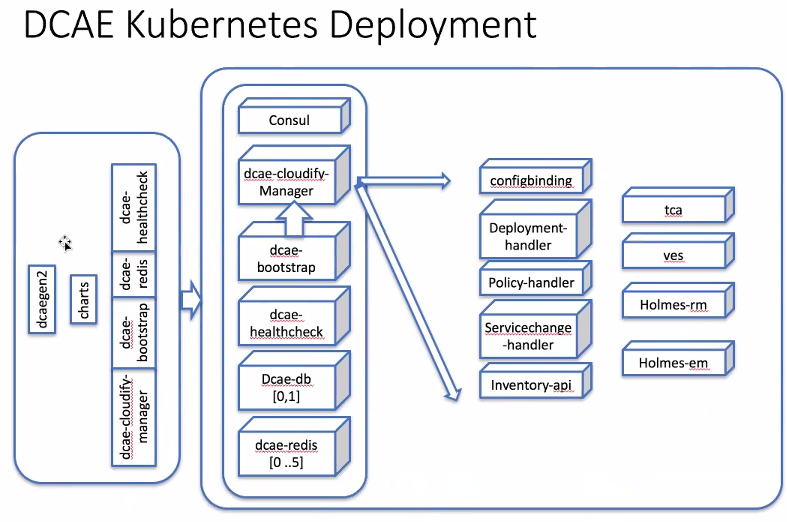 DCAE Kubernetes Deployment
dcaegen2
charts
dcae-
healthcheck
dcae-
redis
dcae-
bootstrap
dcae-cloudify-
manager
Consul
dcae-cloudify-
Manager
dcae-
bootstrap
dcae-
healthcheck
Dcae-db
[0,1]
dcae-redis
[0 ..5]
configbinding
Deployment-
handler
Policy-handler
Servicechange
-handler
Inventory-api
tca
ves
Holmes-rm
Holmes-em